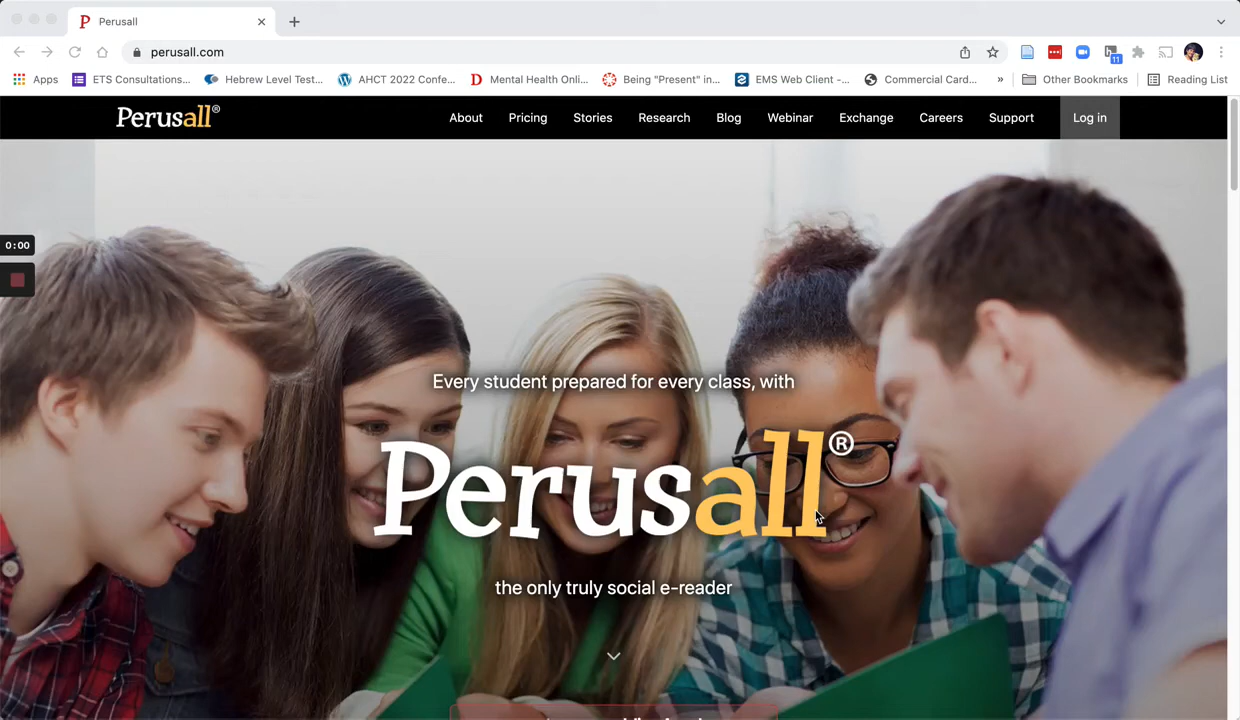 Perusall
perusall.com
11
Apps
ETS Consultations...
Hebrew Level Test...
AHCT 2022 Confe...
Mental Health Onli...
Being "Present" in...
EMS Web Client -...
Commercial Card...
»
Other Bookmarks
Reading List
Perusall®
About
Pricing
Stories
Research
Blog
Webinar
Exchange
Careers
Support
Log in
0:00
Every student prepared for every class, with
Perusall®
the only truly social e-reader